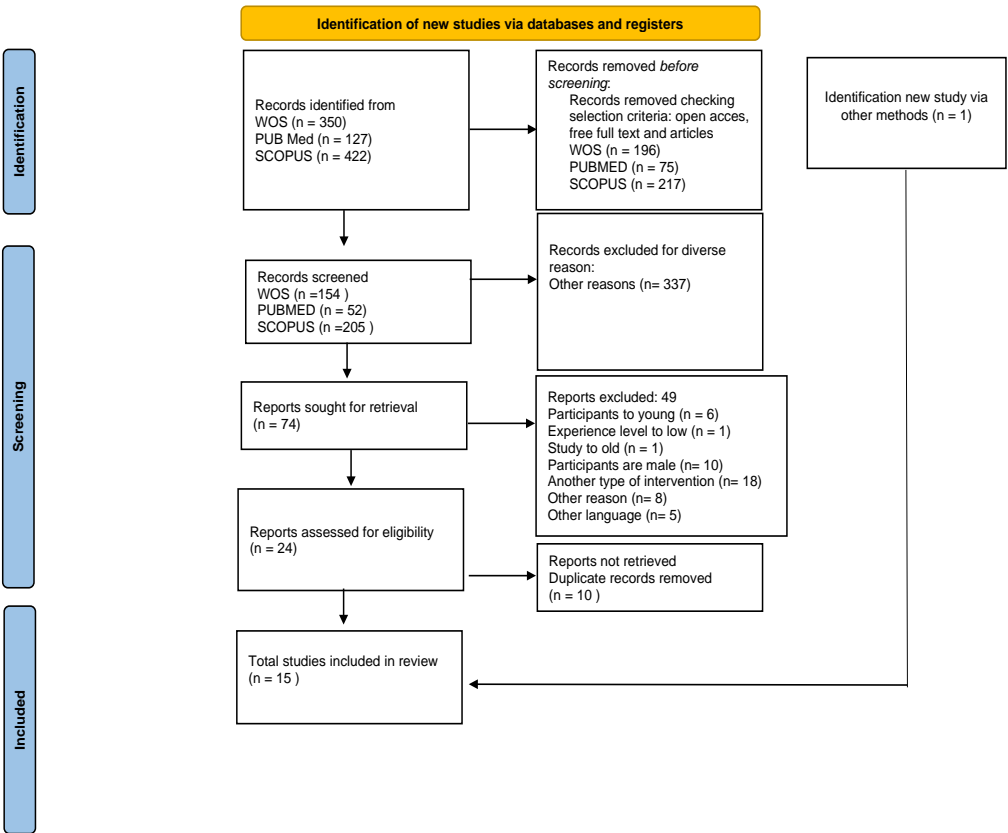 Identification of new studies via databases and registers
Identification
Records identified from
WOS (n = 350)
PUB Med (n = 127)
SCOPUS (n = 422)
Records removed before
screening:
Records removed checking
selection criteria: open acces,
free full text and articles
WOS (n = 196)
PUBMED (n = 75)
SCOPUS (n = 217)
Identification new study via
other methods (n = 1)
Screening
Records screened
WOS (n =154 )
PUBMED (n = 52)
SCOPUS (n =205 )
Records excluded for diverse
reason:
Other reasons (n= 337)
Reports sought for retrieval
(n = 74)
Reports excluded: 49
Participants to young (n = 6)
Experience level to low (n = 1)
Study to old (n = 1)
Participants are male (n= 10)
Another type of intervention (n= 18)
Other reason (n= 8)
Other language (n= 5)
Reports assessed for eligibility
(n = 24)
Reports not retrieved
Duplicate records removed
(n = 10 )
Included
Total studies included in review
(n = 15 )